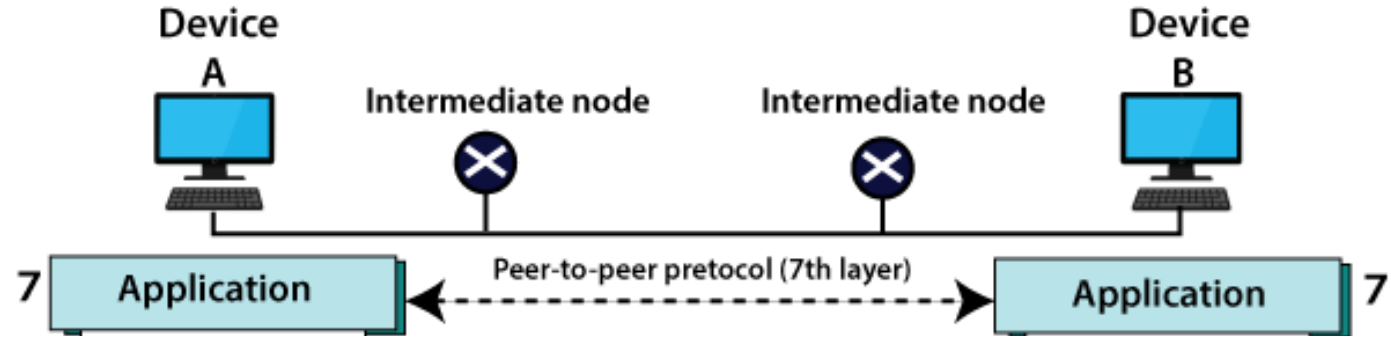 Device
A
Device
B
Intermediate node
Intermediate node
7
Application
Peer-to-peer pretocol (7th layer)
Application
7